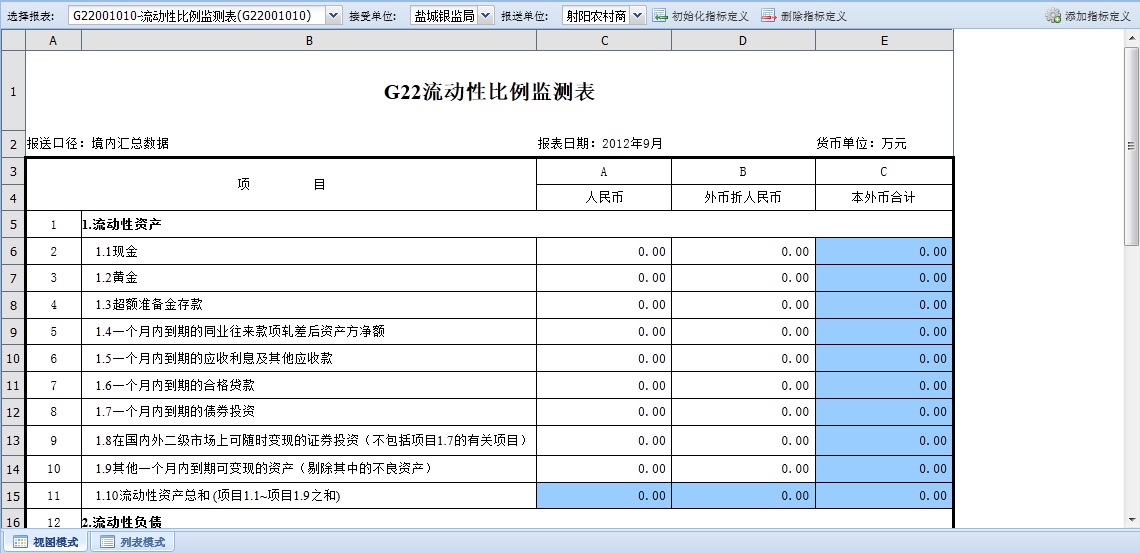 选择报表: G22001010-流动性比例监测表(G22001010) 接受单位: 盐城银监局 报送单位: 射阳农村商 初始化指标定义 删除指标定义 添加指标定义
A B C D E
1 G22流动性比例监测表
2 报送口径：境内汇总数据 报表日期：2012年9月 货币单位：万元
3 项 目 A B C
4 人民币 外币折人民币 本外币合计
5 1 1.流动性资产
6 2 1.1现金 0.00 0.00 0.00
7 3 1.2黄金 0.00 0.00 0.00
8 4 1.3超额准备金存款 0.00 0.00 0.00
9 5 1.4一个月内到期的同业往来款项轧差后资产方净额 0.00 0.00 0.00
10 6 1.5一个月内到期的应收利息及其他应收款 0.00 0.00 0.00
11 7 1.6一个月内到期的合格贷款 0.00 0.00 0.00
12 8 1.7一个月内到期的债券投资 0.00 0.00 0.00
13 9 1.8在国内外二级市场上可随时变现的证券投资（不包括项目1.7的有关项目） 0.00 0.00 0.00
14 10 1.9其他一个月内到期可变现的资产（剔除其中的不良资产） 0.00 0.00 0.00
15 11 1.10流动性资产总和 (项目1.1~项目1.9之和) 0.00 0.00 0.00
16 12 2.流动性负债
视图模式 列表模式